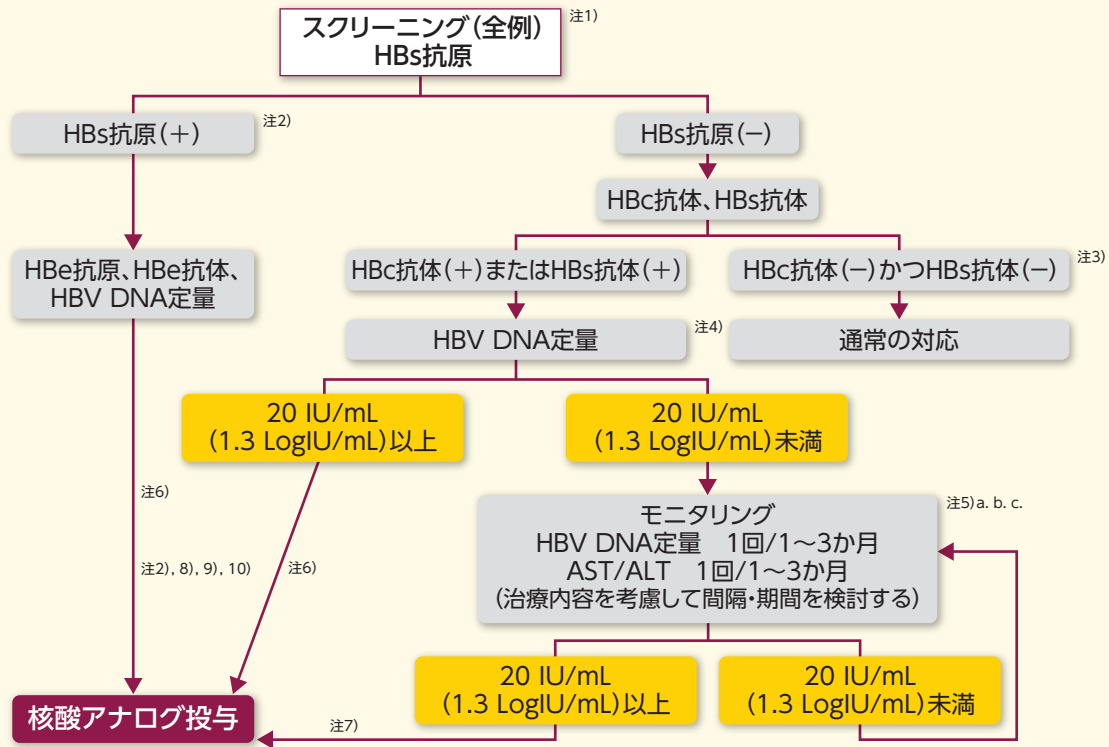 スクリーニング(全例)
HBs抗原
注1)
HBs抗原(+)
注2)
HBs抗原(−)
HBc抗体、HBs抗体
HBe抗原、HBe抗体、
HBV DNA定量
HBc抗体(+)またはHBs抗体(+)
HBc抗体(−)かつHBs抗体(−)
注3)
HBV DNA定量
注4)
通常の対応
20 IU/mL
(1.3 LogIU/mL)以上
20 IU/mL
(1.3 LogIU/mL)未満
注6)
注2), 8), 9), 10)
注6)
モニタリング
HBV DNA定量 1回/1〜3か月
AST/ALT 1回/1〜3か月
(治療内容を考慮して間隔・期間を検討する)
注5)a. b. c.
20 IU/mL
(1.3 LogIU/mL)以上
20 IU/mL
(1.3 LogIU/mL)未満
核酸アナログ投与
注7)